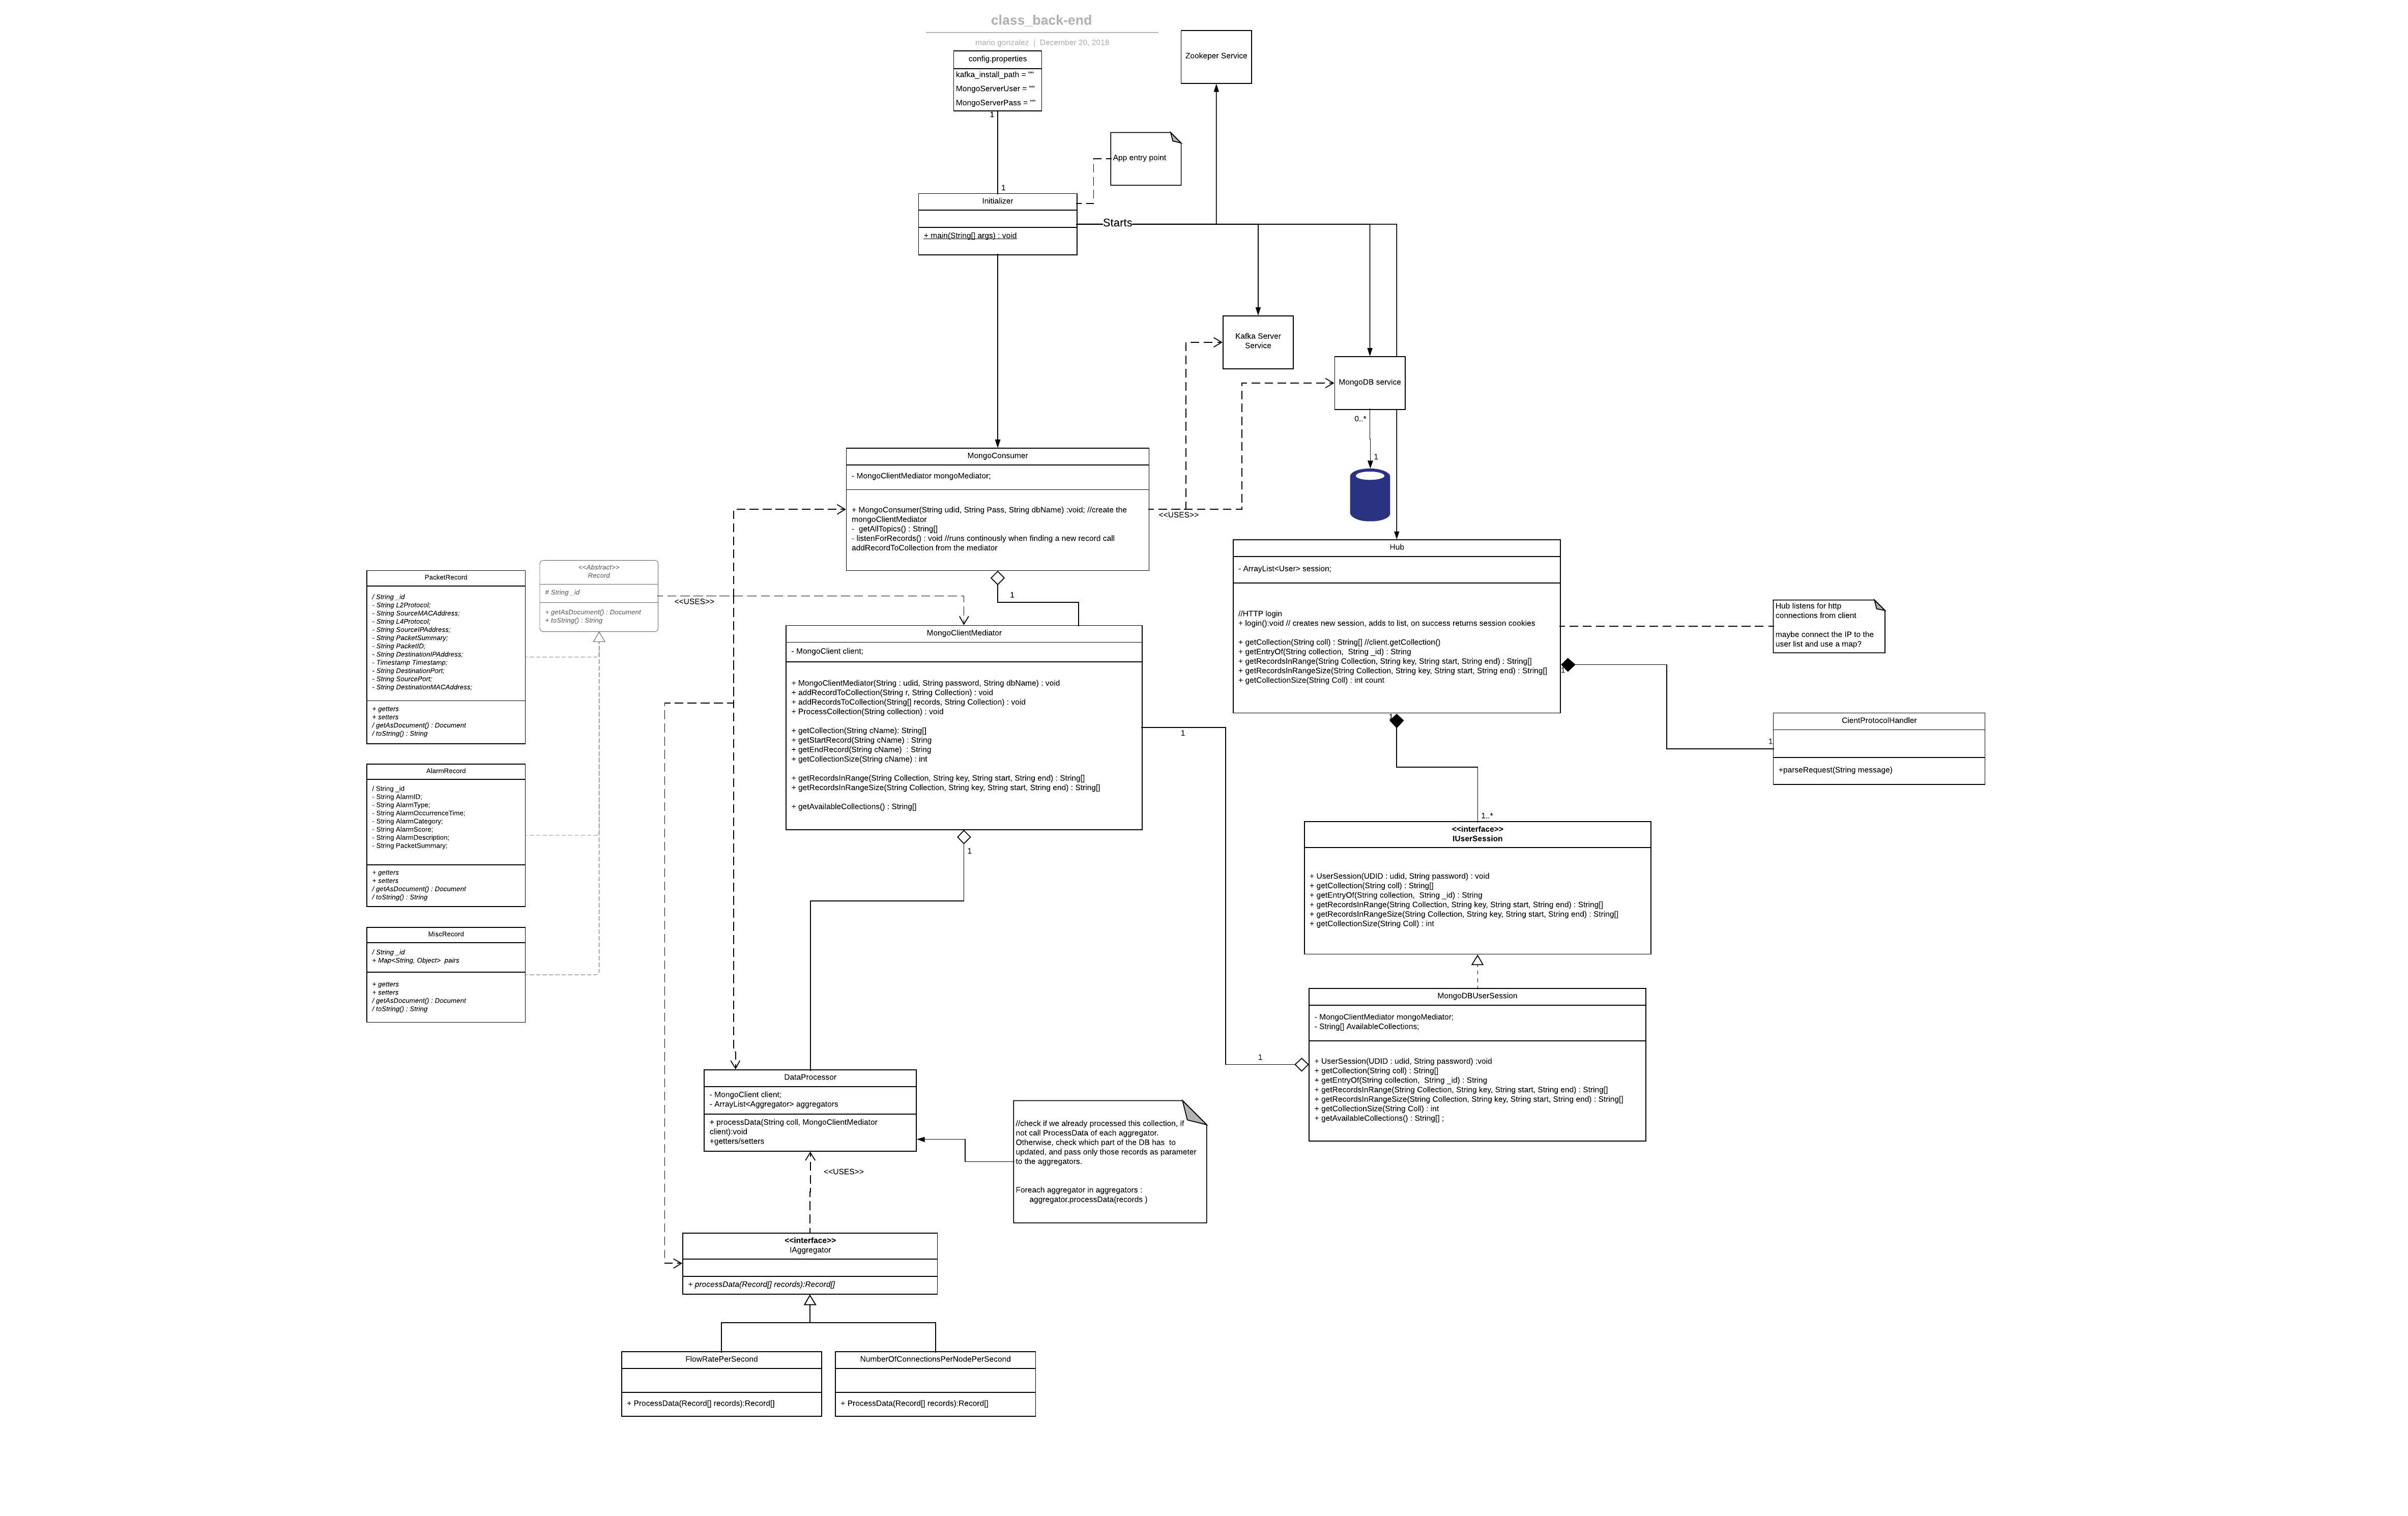 class_back-end
mario gonzalez | December 20, 2018
config.properties
kafka_install_path = ""
MongoServerUser = ""
MongoServerPass = ""
1
1
Zookeper Service
App entry point
Initializer
+ main(String[] args) : void
Starts
Kafka Server
Service
MongoDB service
0..*
1
MongoConsumer
- MongoClientMediator mongoMediator;
+ MongoConsumer(String udid, String Pass, String dbName) :void; //create the
mongoClientMediator
- getAllTopics() : String[]
- listenForRecords() : void //runs continously when finding a new record call
addRecordToCollection from the mediator
<<USES>>
1
Hub
- ArrayList<User> session;
//HTTP login
+ login():void // creates new session, adds to list, on success returns session cookies
+ getCollection(String coll) : String[] //client.getCollection()
+ getEntryOf(String collection, String _id) : String
+ getRecordsInRange(String Collection, String key, String start, String end) : String[]
+ getRecordsInRangeSize(String Collection, String key, String start, String end) : String[]
+ getCollectionSize(String Coll) : int count
1
1
Hub listens for http
connections from client
maybe connect the IP to the
user list and use a map?
CientProtocolHandler
+parseRequest(String message)
1
PacketRecord
/ String _id
- String L2Protocol;
- String SourceMACAddress;
- String L4Protocol;
- String SourceIPAddress;
- String PacketSummary;
- String PacketID;
- String DestinationIPAddress;
- Timestamp Timestamp;
- String DestinationPort;
- String SourcePort;
- String DestinationMACAddress;
+ getters
+ setters
/ getAsDocument() : Document
/ toString() : String
<<Abstract>>
Record
# String _id
+ getAsDocument() : Document
+ toString() : String
<<USES>>
AlarmRecord
/ String _id
- String AlarmID;
- String AlarmType;
- String AlarmOccurrenceTime;
- String AlarmCategory;
- String AlarmScore;
- String AlarmDescription;
- String PacketSummary;
+ getters
+ setters
/ getAsDocument() : Document
/ toString() : String
MiscRecord
/ String _id
+ Map<String, Object> pairs
+ getters
+ setters
/ getAsDocument() : Document
/ toString() : String
MongoClientMediator
- MongoClient client;
+ MongoClientMediator(String : udid, String password, String dbName) : void
+ addRecordToCollection(String r, String Collection) : void
+ addRecordsToCollection(String[] records, String Collection) : void
+ ProcessCollection(String collection) : void
+ getCollection(String cName): String[]
+ getStartRecord(String cName) : String
+ getEndRecord(String cName) : String
+ getCollectionSize(String cName) : int
+ getRecordsInRange(String Collection, String key, String start, String end) : String[]
+ getRecordsInRangeSize(String Collection, String key, String start, String end) : String[]
+ getAvailableCollections() : String[]
1
1
1..*
<<interface>>
IUserSession
+ UserSession(UDID : udid, String password) : void
+ getCollection(String coll) : String[]
+ getEntryOf(String collection, String _id) : String
+ getRecordsInRange(String Collection, String key, String start, String end) : String[]
+ getRecordsInRangeSize(String Collection, String key, String start, String end) : String[]
+ getCollectionSize(String Coll) : int
MongoDBUserSession
- MongoClientMediator mongoMediator;
- String[] AvailableCollections;
+ UserSession(UDID : udid, String password) :void
+ getCollection(String coll) : String[]
+ getEntryOf(String collection, String _id) : String
+ getRecordsInRange(String Collection, String key, String start, String end) : String[]
+ getRecordsInRangeSize(String Collection, String key, String start, String end) : String[]
+ getCollectionSize(String Coll) : int
+ getAvailableCollections() : String[] ;
1
DataProcessor
- MongoClient client;
- ArrayList<Aggregator> aggregators
+ processData(String coll, MongoClientMediator
client):void
+getters/setters
<<USES>>
//check if we already processed this collection, if
not call ProcessData of each aggregator.
Otherwise, check which part of the DB has to
updated, and pass only those records as parameter
to the aggregators.
Foreach aggregator in aggregators :
aggregator.processData(records )
<<interface>>
IAggregator
+ processData(Record[] records):Record[]
FlowRatePerSecond
+ ProcessData(Record[] records):Record[]
NumberOfConnectionsPerNodePerSecond
+ ProcessData(Record[] records):Record[]